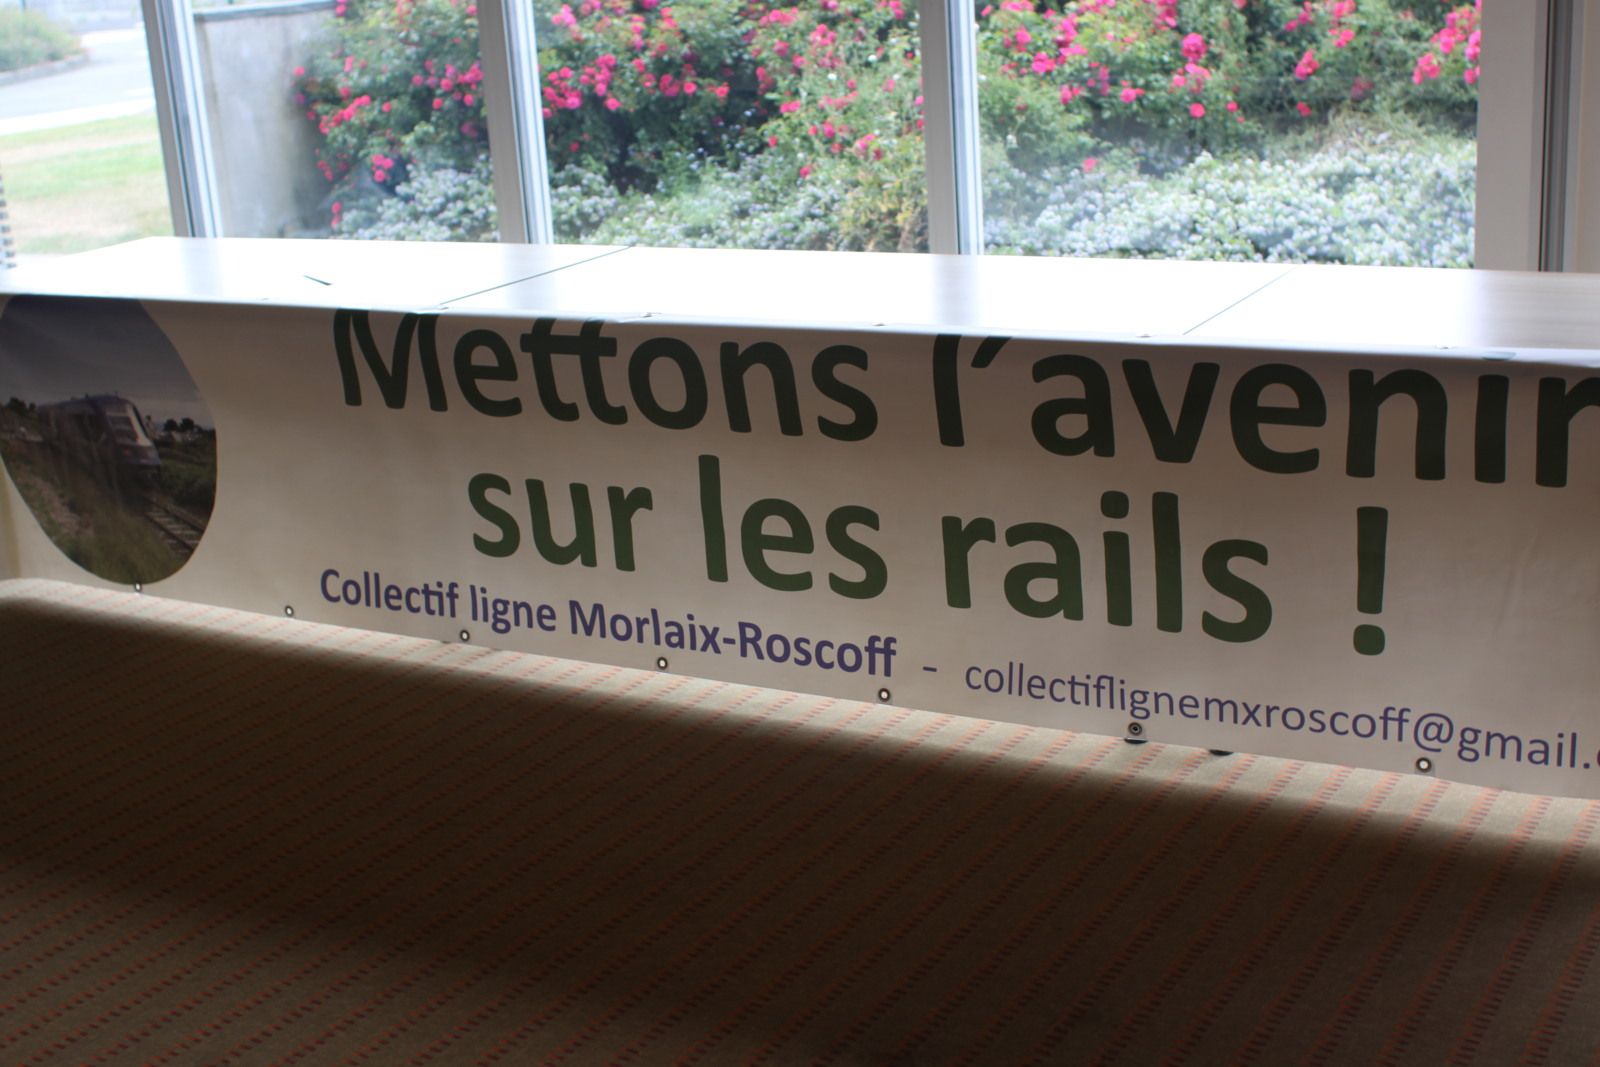 Mettons l'avenir
sur les rails !
Collectif ligne Morlaix-Roscoff - collectiflignemxroscoff@gmail.